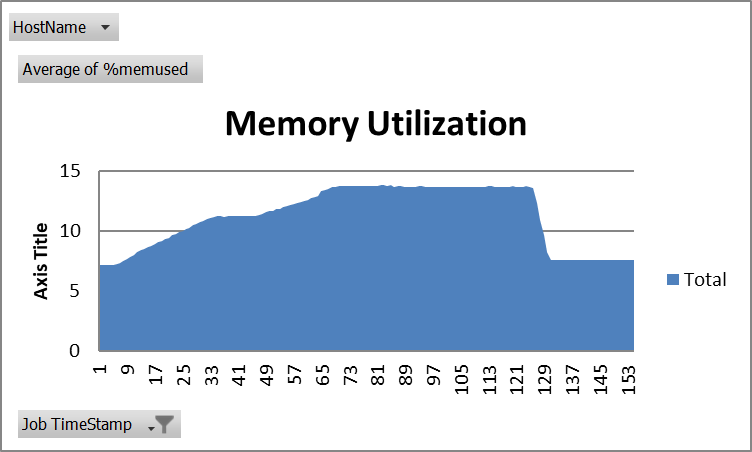 HostName
Average of %memused
Memory Utilization
Axis Title
15
10
5
0
1 9 17 25 33 41 49 57 65 73 81 89 97 105 113 121 129 137 145 153
Total
Job TimeStamp